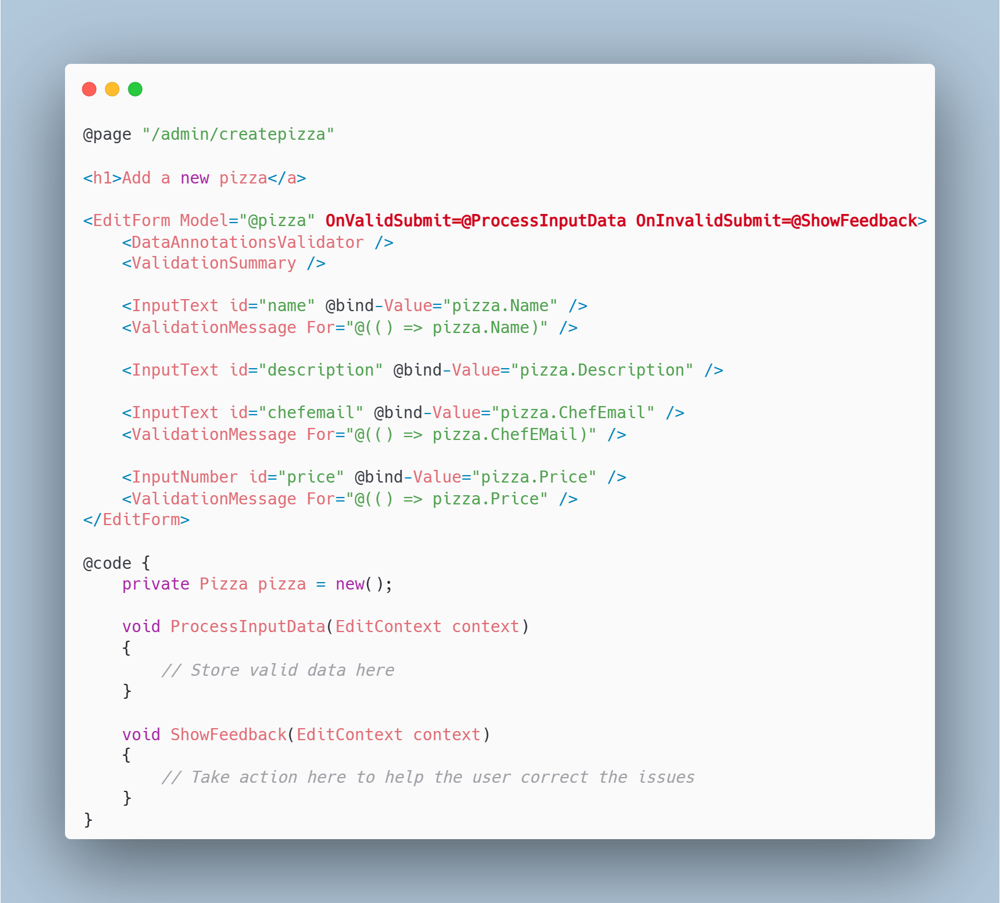 @page "/admin/createpizza"
<h1>Add a new pizza</a>
<EditForm Model="@pizza" OnValidSubmit=@ProcessInputData OnInvalidSubmit=@ShowFeedback>
<DataAnnotationsValidator />
<ValidationSummary />
<InputText id="name" @bind-Value="pizza.Name" />
<ValidationMessage For="@(() => pizza.Name)" />
<InputText id="description" @bind-Value="pizza.Description" />
<InputText id="chefemail" @bind-Value="pizza.ChefEmail" />
<ValidationMessage For="@(() => pizza.ChefEMail)" />
<InputNumber id="price" @bind-Value="pizza.Price" />
<ValidationMessage For="@(() => pizza.Price" />
</EditForm>
@code {
private Pizza pizza = new();
void ProcessInputData(EditContext context)
{
// Store valid data here
}
void ShowFeedback(EditContext context)
{
// Take action here to help the user correct the issues
}
}